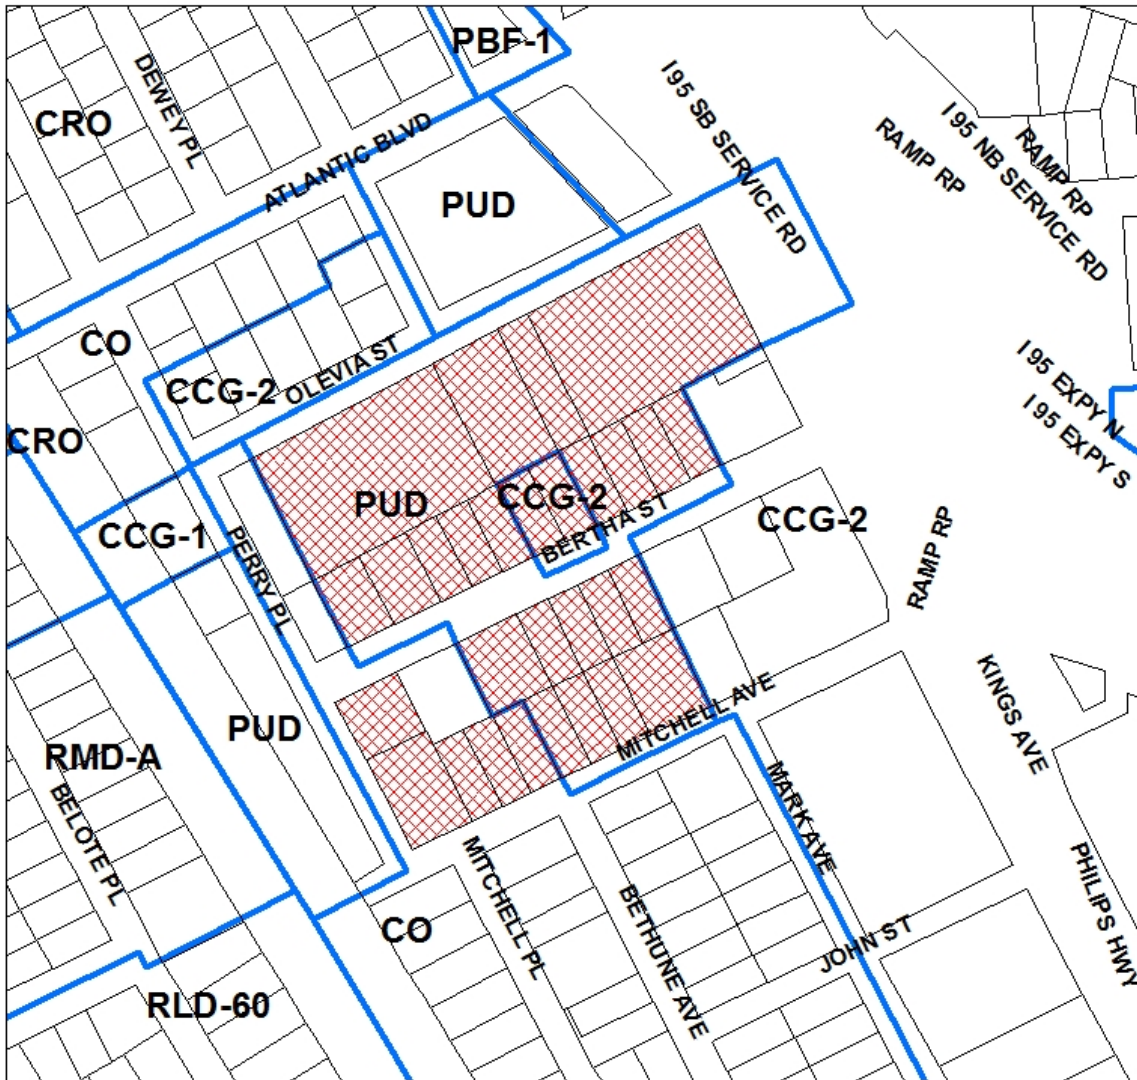 PBF-1
DEWEY PL
CRO
I 95 SB SERVICE RD
RAMP RP
I 95 NB SERVICE RD
RAMP RP
ATLANTIC BLVD
PUD
CO
CCG-2
OLEVIA ST
I 95 EXPY N
I 95 EXPY S
CRO
PUD
CCG-2
BERTHA ST
CCG-2
CCG-1
PERRY PL
RAMP RP
KINGS AVE
MITCHELL AVE
PUD
RMD-A
BELOTE PL
MARK AVE
MITCHELL PL
BETHUNE AVE
PHILIPS HWY
CO
JOHN ST
RLD-60